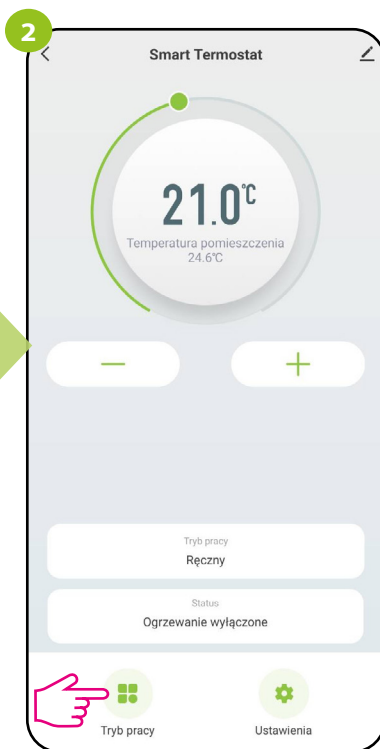 2
Smart Termostat
21.0°C
Temperatura pomieszczenia
24.6°C
Tryb pracy
Ręczny
Status
Ogrzewanie wyłączone
Tryb pracy
Ustawienia